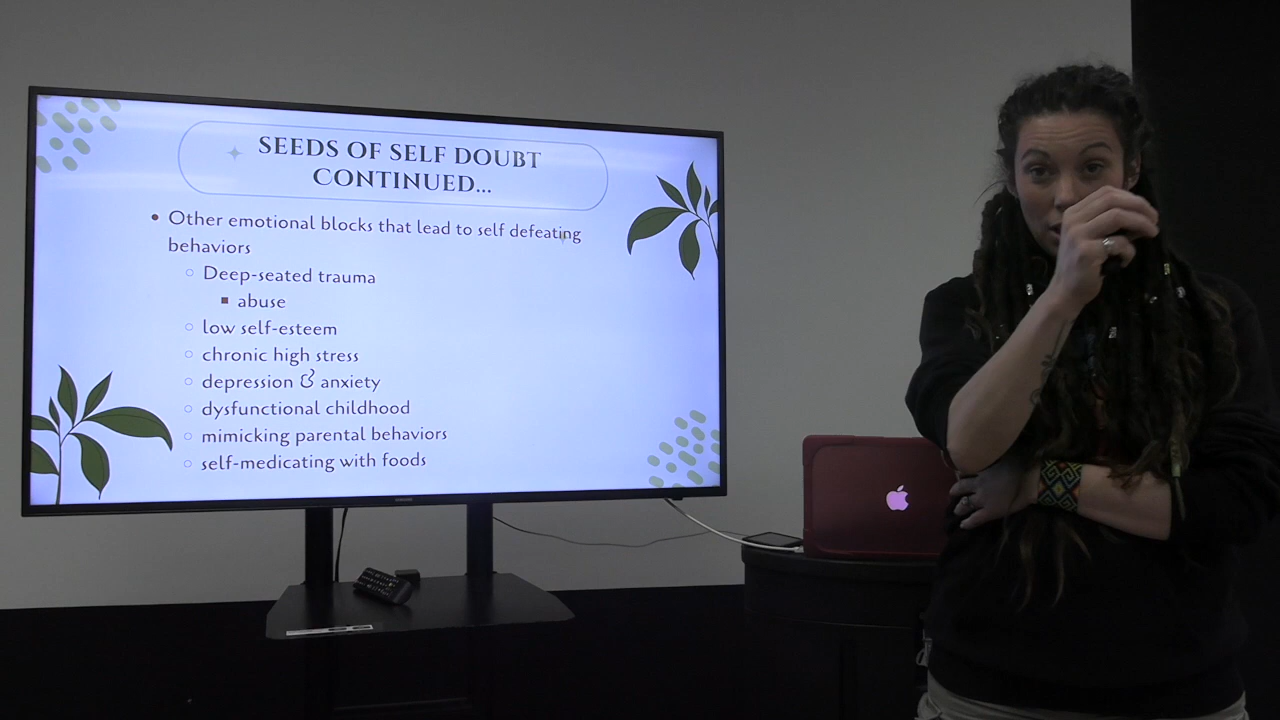 SEEDS OF SELF DOUBT
CONTINUED...
• Other emotional blocks that lead to self defeating
behaviors
○ Deep-seated trauma
■ abuse
○ low self-esteem
○ chronic high stress
○ depression & anxiety
○ dysfunctional childhood
○ mimicking parental behaviors
○ self-medicating with foods
SAMSUNG